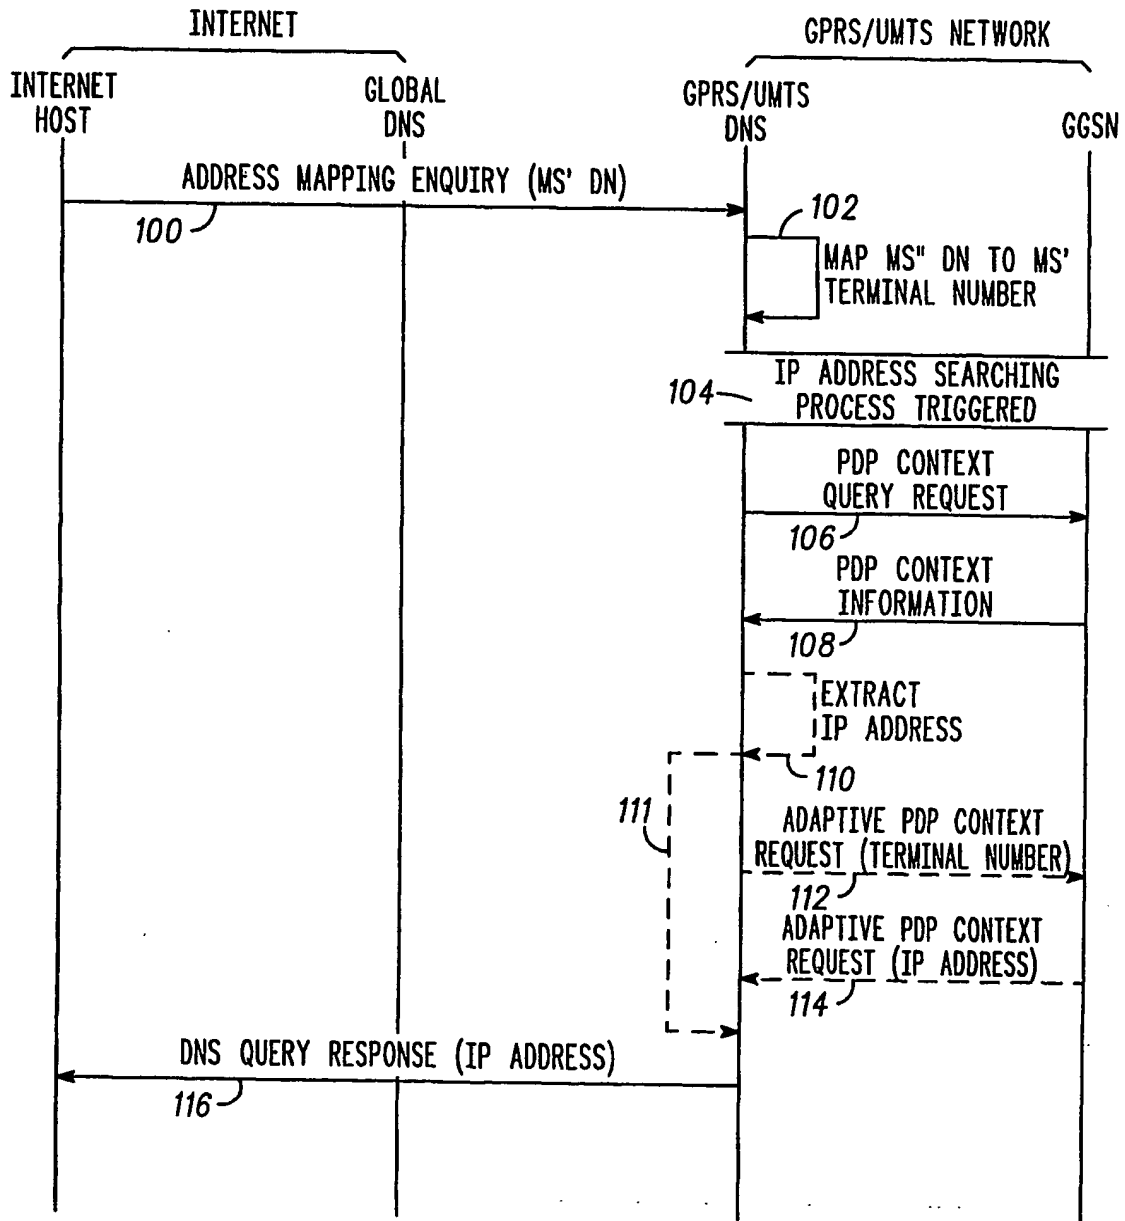 INTERNET
GPRS/UMTS NETWORK
INTERNET
HOST
GLOBAL
DNS
GPRS/UMTS
DNS
GGSN
ADDRESS MAPPING ENQUIRY (MS' DN)
100
102
MAP MS" DN TO MS'
TERMINAL NUMBER
104
IP ADDRESS SEARCHING
PROCESS TRIGGERED
PDP CONTEXT
QUERY REQUEST
106
PDP CONTEXT
INFORMATION
108
EXTRACT
IP ADDRESS
110
111
ADAPTIVE PDP CONTEXT
REQUEST (TERMINAL NUMBER)
112
ADAPTIVE PDP CONTEXT
REQUEST (IP ADDRESS)
114
DNS QUERY RESPONSE (IP ADDRESS)
116